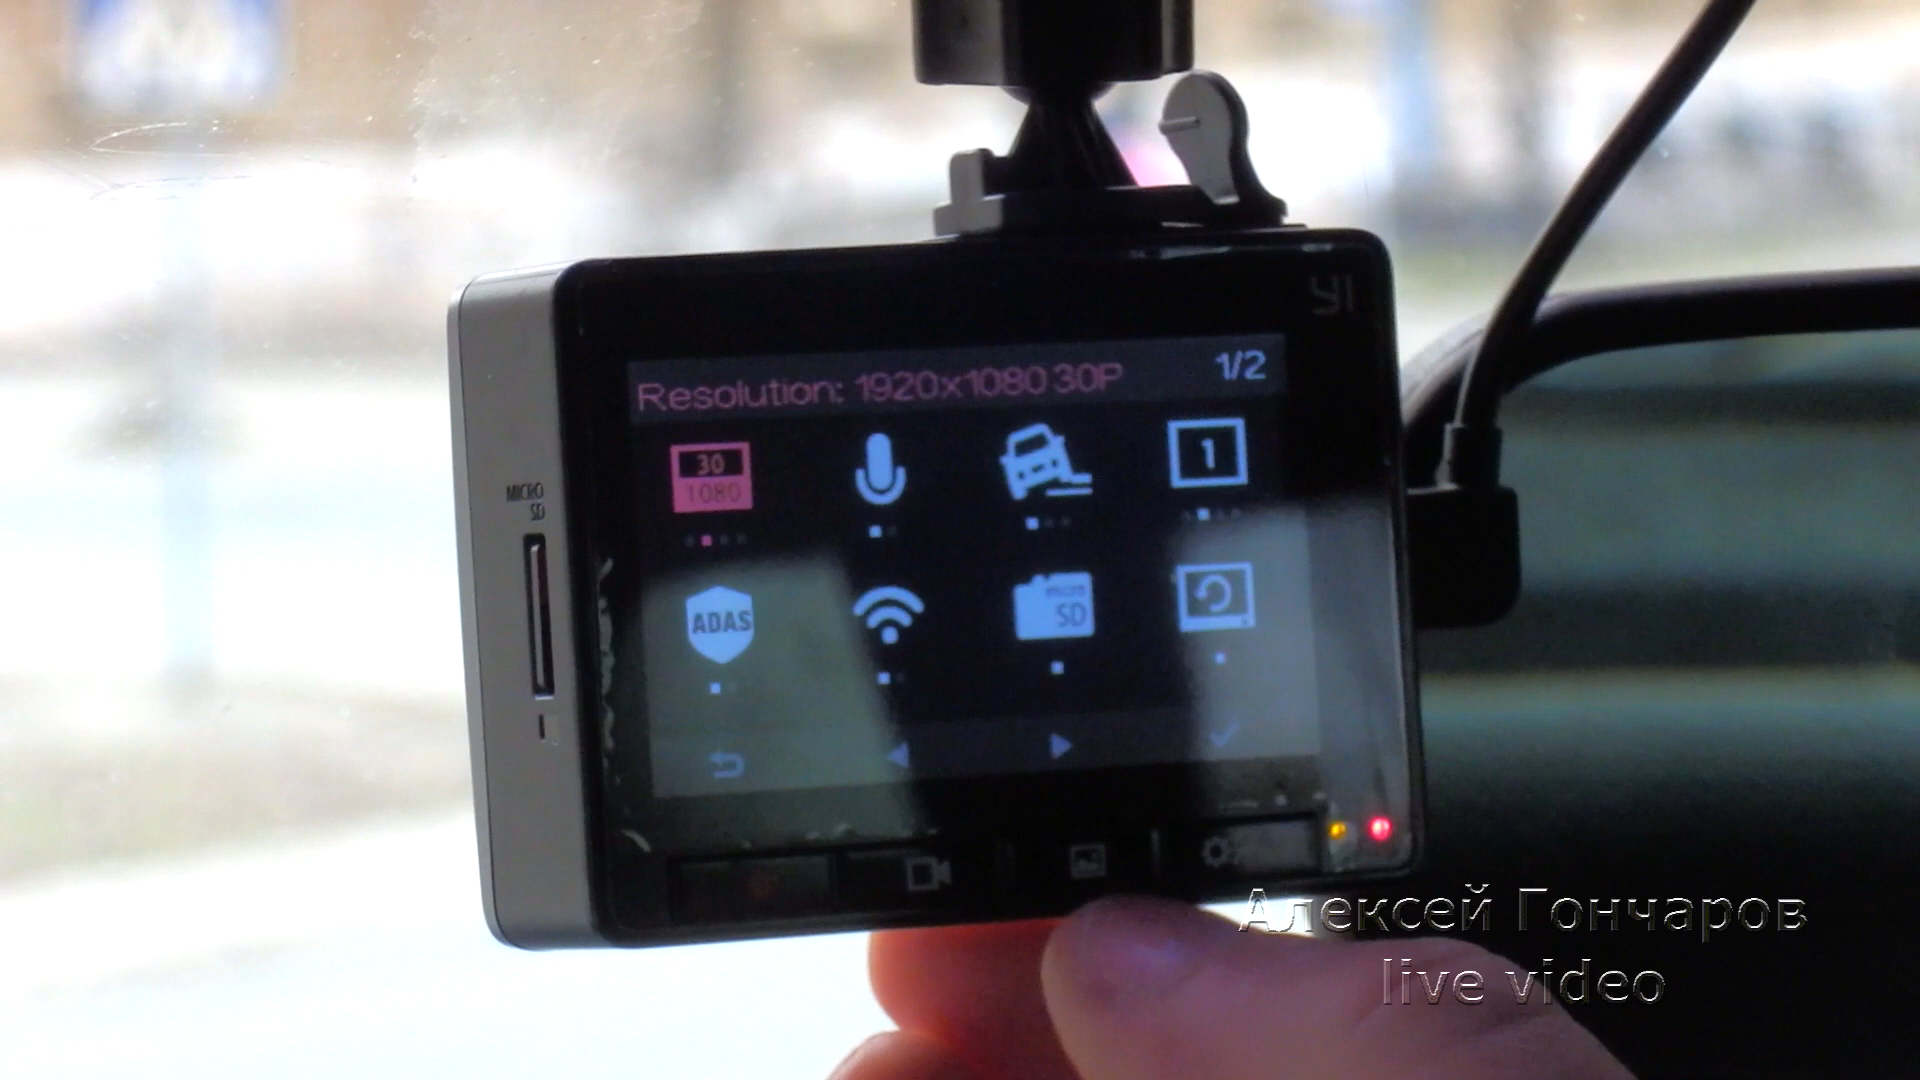 YI
Resolution: 1920x1080 30P 1/2
30
1080
1
MICRO
SD
ADAS
micro
SD
Алексей Гончаров
live video